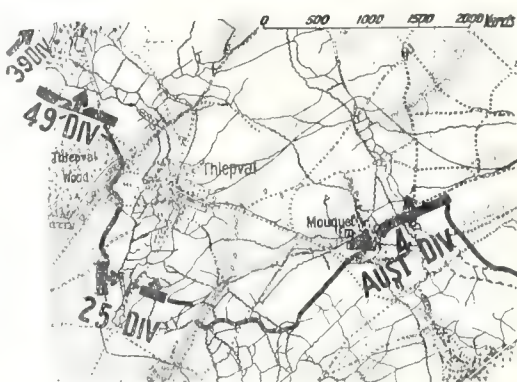 0 500 1000 1500 2000 Yards
39 DIV
49 DIV
Thiepval
Wood
Thiepval
Mouquet
Fm
4
AUST DIV
25 DIV